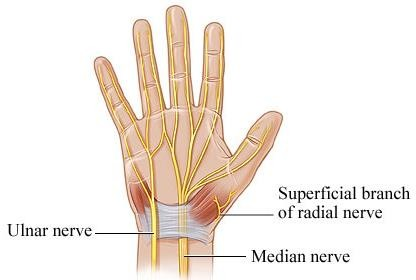 Superficial branch
of radial nerve
Ulnar nerve
Median nerve